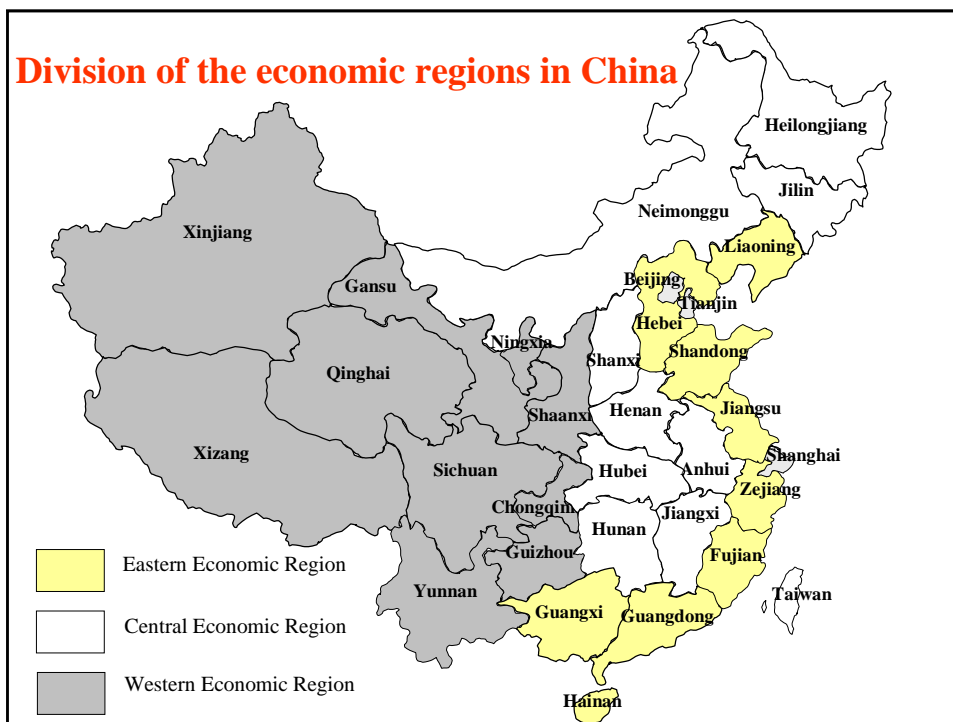 Division of the economic regions in China
Heilongjiang
Jilin
Neimonggu
Xinjiang
Liaoning
Gansu
Beijing
Tianjin
Hebei
Ningxia
Shanxi
Shandong
Qinghai
Shaanxi
Henan
Jiangsu
Xizang
Sichuan
Hubei
Anhui
Shanghai
Zejiang
Chongqin
Hunan
Jiangxi
Guizhou
Fujian
Eastern Economic Region
Yunnan
Taiwan
Guangxi
Guangdong
Central Economic Region
Western Economic Region
Hainan